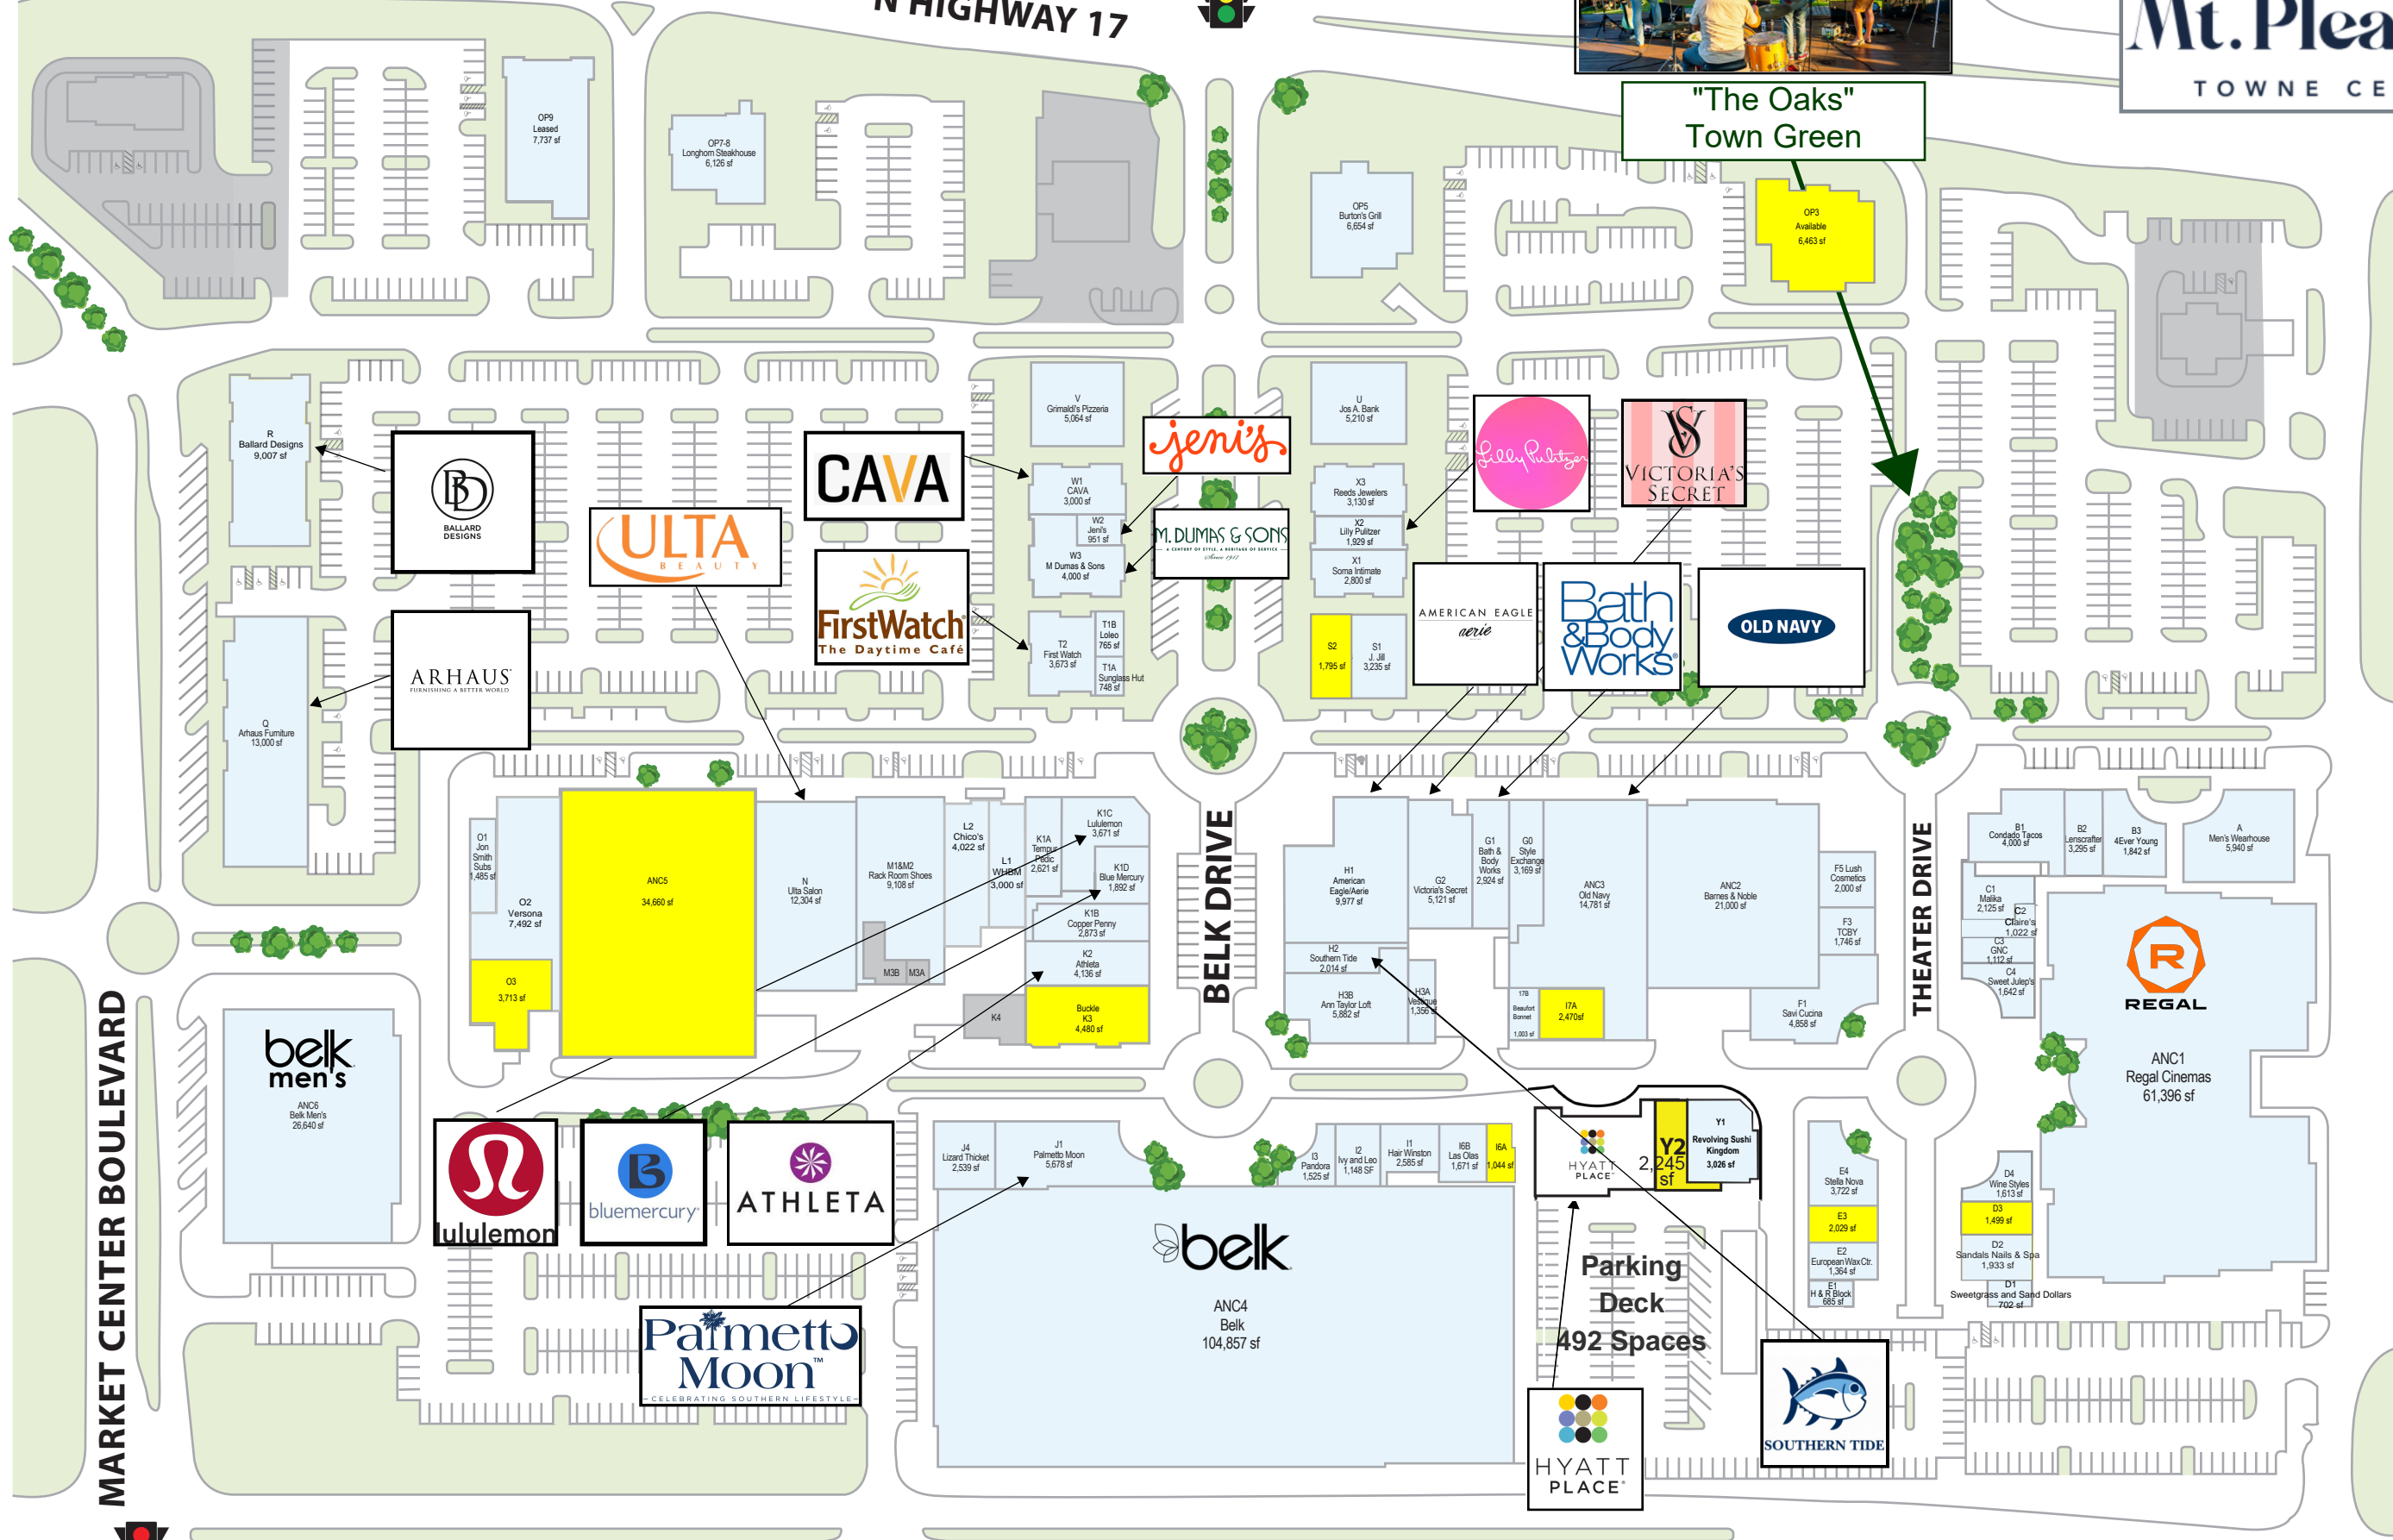 N HIGHWAY 17
Mt. Plea
TOWNE CE
"The Oaks"
Town Green
OP9
Leased
7,737 sf
OP7-8
Longhorn Steakhouse
6,126 sf
OP5
Burton's Grill
6,654 sf
OP3
Available
6,463 sf
R
Ballard Designs
9,007 sf
BD
BALLARD
DESIGNS
ULTA
BEAUTY
CAVA
FirstWatch
The Daytime Café
V
Grimaldi's Pizzeria
5,064 sf
jeni's
W1
CAVA
3,000 sf
W2
Jeni's
951 sf
W3
M Dumas & Sons
4,000 sf
M. DUMAS & SONS
A CENTURY OF STYLE, A HERITAGE OF SERVICE
Since 1917
T2
First Watch
3,673 sf
T1B
Loleo
765 sf
T1A
Sunglass Hut
748 sf
U
Jos A. Bank
5,210 sf
X3
Reeds Jewelers
3,130 sf
X2
Lilly Pulitzer
1,929 sf
X1
Soma Intimate
2,800 sf
S2
1,795 sf
S1
J. Jill
3,235 sf
Lilly Pulitzer
VS
VICTORIA'S
SECRET
AMERICAN EAGLE
aerie
Bath
&Body
Works
OLD NAVY
ARHAUS
FURNISHING A BETTER WORLD
Q
Arhaus Furniture
13,000 sf
O1
Jon
Smith
Subs
1,485 sf
O2
Versona
7,492 sf
O3
3,713 sf
ANC5
34,660 sf
N
Ulta Salon
12,304 sf
M1&M2
Rack Room Shoes
9,108 sf
M3B
M3A
L2
Chico's
4,022 sf
L1
WHBM
3,000 sf
K1A
Tempur
Pedic
2,621 sf
K1C
Lululemon
3,671 sf
K1D
Blue Mercury
1,892 sf
K1B
Copper Penny
2,873 sf
K2
Athleta
4,136 sf
K4
Buckle
K3
4,480 sf
BELK DRIVE
H1
American
Eagle/Aerie
9,977 sf
H2
Southern Tide
2,014 sf
H3B
Ann Taylor Loft
5,882 sf
H3A
Vestique
1,356 sf
G2
Victoria's Secret
5,121 sf
G1
Bath &
Body
Works
2,924 sf
G0
Style
Exchange
3,169 sf
ANC3
Old Navy
14,781 sf
17B
Beaufort
Bonnet
1,003 sf
I7A
2,470sf
ANC2
Barnes & Noble
21,000 sf
F5 Lush
Cosmetics
2,000 sf
F3
TCBY
1,746 sf
F1
Savi Cucina
4,858 sf
THEATER DRIVE
B1
Condado Tacos
4,000 sf
B2
Lenscrafter
3,295 sf
B3
4Ever Young
1,842 sf
A
Men's Wearhouse
5,940 sf
C1
Malika
2,125 sf
C2
Claire's
1,022 sf
C3
GNC
1,112 sf
C4
Sweet Julep's
1,642 sf
R
REGAL
ANC1
Regal Cinemas
61,396 sf
MARKET CENTER BOULEVARD
belk
men's
ANC6
Belk Men's
26,640 sf
lululemon
B
bluemercury
ATHLETA
Palmetto
Moon™
CELEBRATING SOUTHERN LIFESTYLE
J4
Lizard Thicket
2,539 sf
J1
Palmetto Moon
5,678 sf
I3
Pandora
1,525 sf
I2
Ivy and Leo
1,148 SF
I1
Hair Winston
2,585 sf
I6B
Las Olas
1,671 sf
I6A
1,044 sf
belk
ANC4
Belk
104,857 sf
HYATT
PLACE
Y2
2,245
sf
Y1
Revolving Sushi
Kingdom
3,026 sf
Parking
Deck
492 Spaces
HYATT
PLACE
SOUTHERN TIDE
E4
Stella Nova
3,722 sf
E3
2,029 sf
E2
European Wax Ctr.
1,364 sf
E1
H & R Block
685 sf
D4
Wine Styles
1,613 sf
D3
1,499 sf
D2
Sandals Nails & Spa
1,933 sf
D1
Sweetgrass and Sand Dollars
702 sf